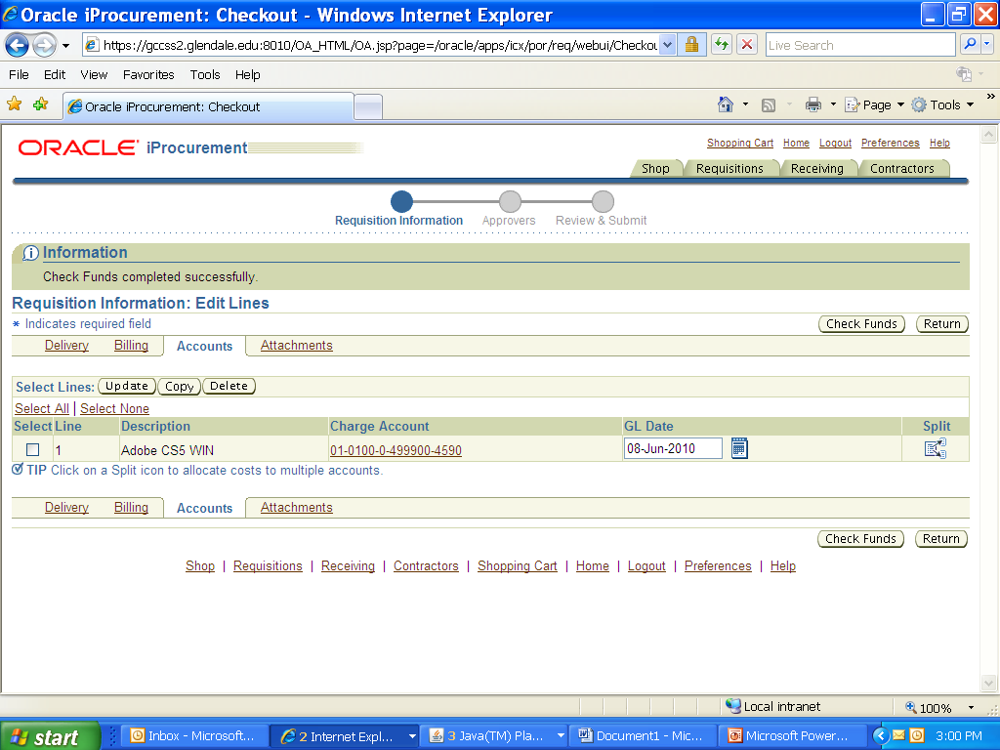 Oracle iProcurement: Checkout - Windows Internet Explorer
https://gccss2.glendale.edu:8010/OA_HTML/OA.jsp?page=/oracle/apps/icx/por/req/webui/Checkou
Live Search
File Edit View Favorites Tools Help
Oracle iProcurement: Checkout
Page Tools »
ORACLE iProcurement
Shopping Cart Home Logout Preferences Help
Shop Requisitions Receiving Contractors
Requisition Information Approvers Review & Submit
Information
Check Funds completed successfully.
Requisition Information: Edit Lines
* Indicates required field
Check Funds Return
Delivery Billing Accounts Attachments
Select Lines: Update Copy Delete
Select All | Select None
Select Line Description Charge Account GL Date Split
1 Adobe CS5 WIN 01-0100-0-499900-4590 08-Jun-2010
TIP Click on a Split icon to allocate costs to multiple accounts.
Delivery Billing Accounts Attachments
Check Funds Return
Shop | Requisitions | Receiving | Contractors | Shopping Cart | Home | Logout | Preferences | Help
Local intranet 100%
start Inbox - Microsoft... 2 Internet Expl... 3 Java(TM) Pla... Document1 - Mic... Microsoft Power... 3:00 PM